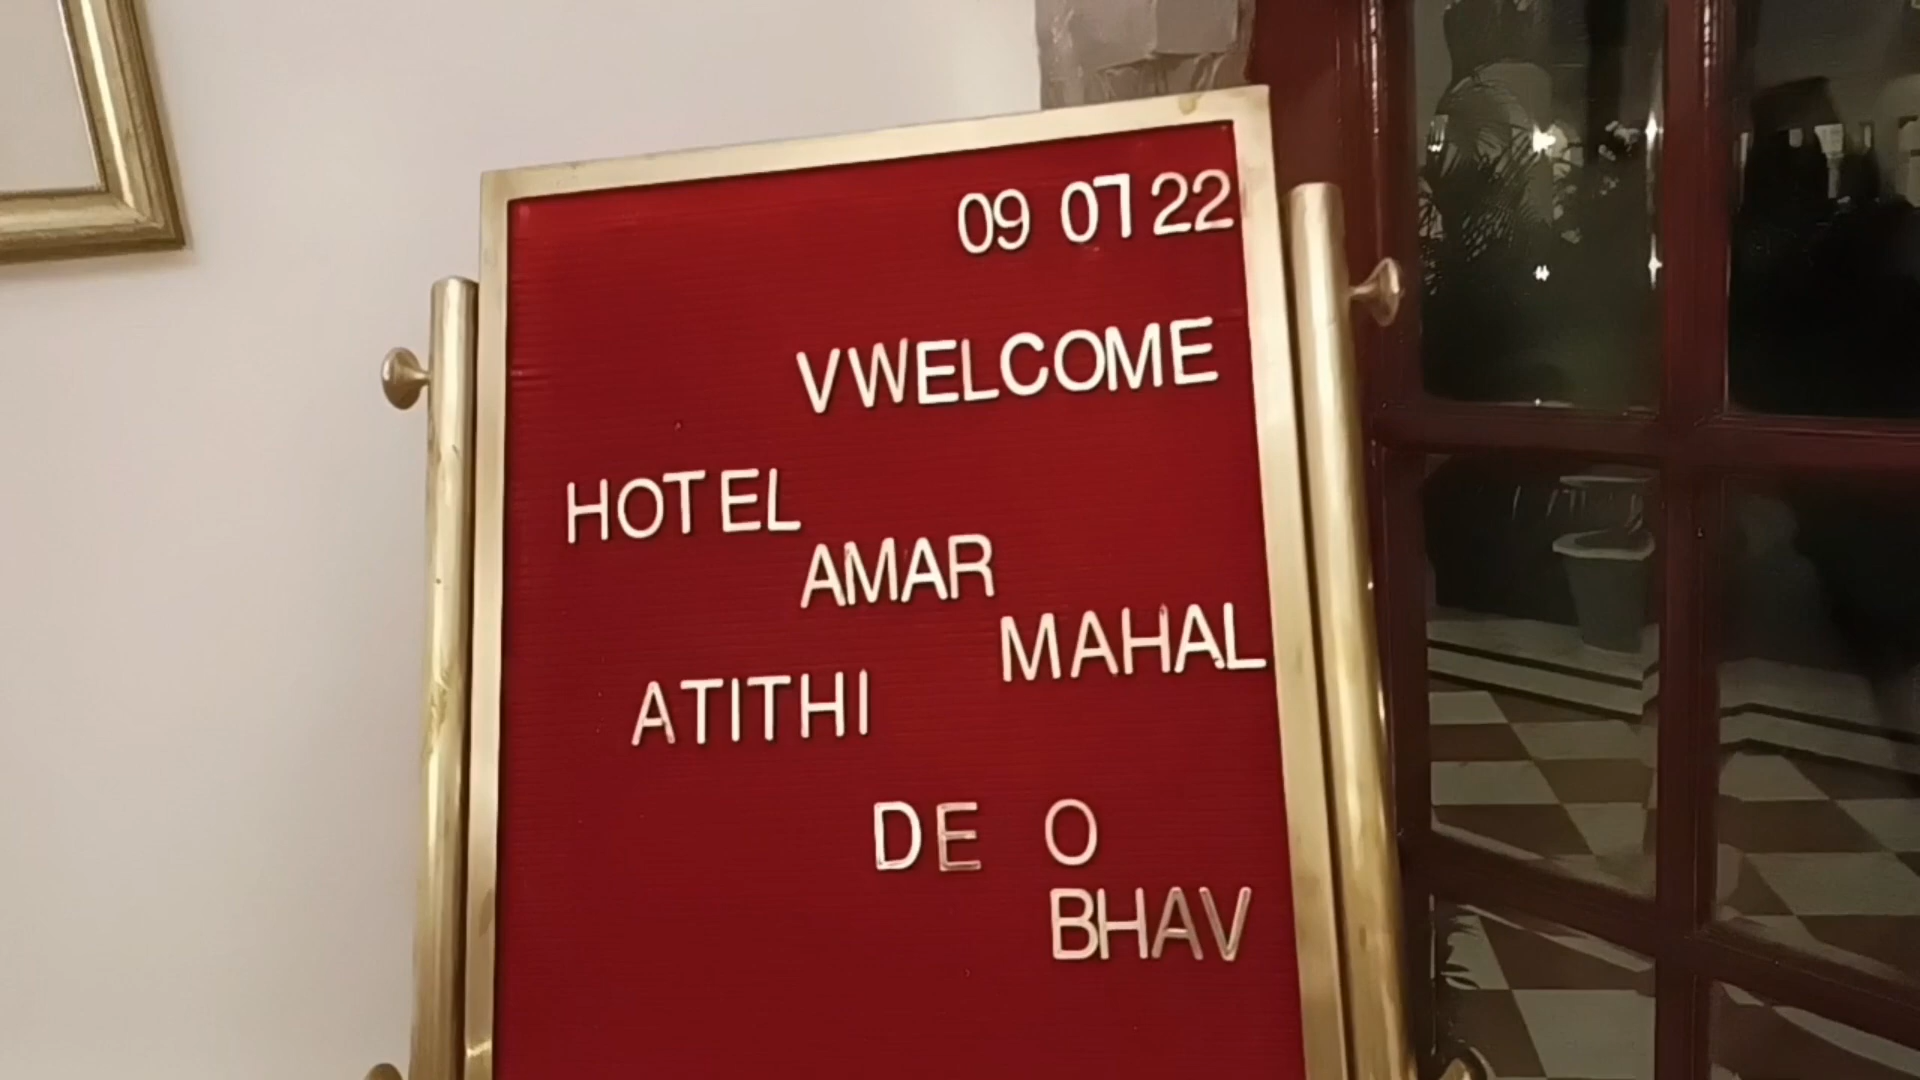 09 07 22
VWELCOME
HOTEL
AMAR
MAHAL
ATITHI
DE O
BHAV